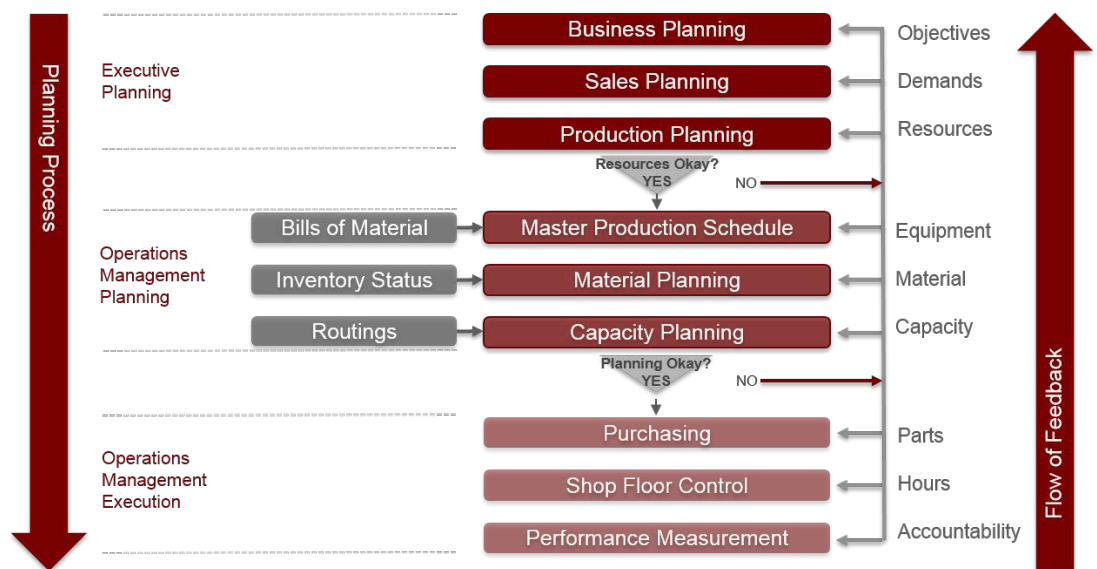 Planning Process
Executive
Planning
Business Planning
Objectives
Sales Planning
Demands
Production Planning
Resources
Resources Okay?
YES
NO
Operations
Management
Planning
Bills of Material
Master Production Schedule
Equipment
Inventory Status
Material Planning
Material
Routings
Capacity Planning
Capacity
Planning Okay?
YES
NO
Operations
Management
Execution
Purchasing
Parts
Shop Floor Control
Hours
Performance Measurement
Accountability
Flow of Feedback